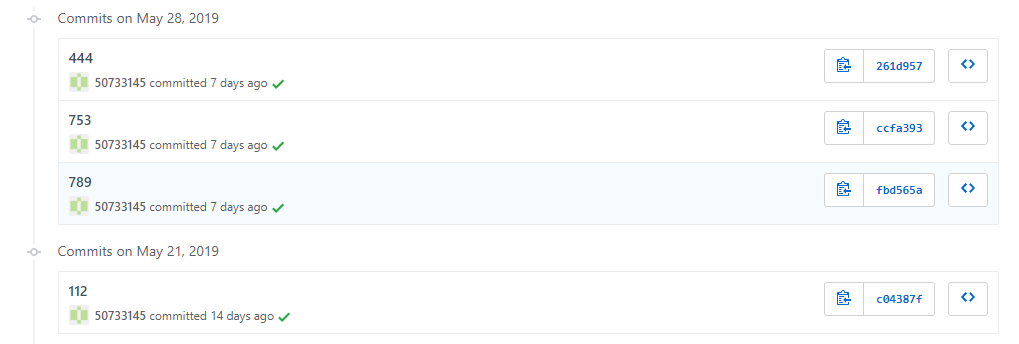 Commits on May 28, 2019
444
261d957
50733145 committed 7 days ago
753
ccfa393
50733145 committed 7 days ago
789
fbd565a
50733145 committed 7 days ago
Commits on May 21, 2019
112
c04387f
50733145 committed 14 days ago